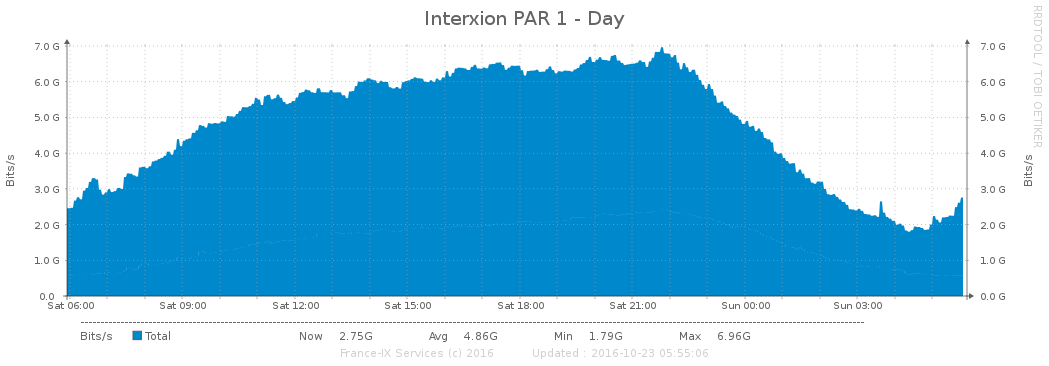 Interxion PAR 1 - Day
RRDTOOL / TOBI OETIKER
Bits/s
Bits/s
7.0 G 7.0 G
6.0 G 6.0 G
5.0 G 5.0 G
4.0 G 4.0 G
3.0 G 3.0 G
2.0 G 2.0 G
1.0 G 1.0 G
0.0 0.0 G
Sat 06:00 Sat 09:00 Sat 12:00 Sat 15:00 Sat 18:00 Sat 21:00 Sun 00:00 Sun 03:00
Bits/s Total Now 2.75G Avg 4.86G Min 1.79G Max 6.96G
France-IX Services (c) 2016 Updated : 2016-10-23 05:55:06